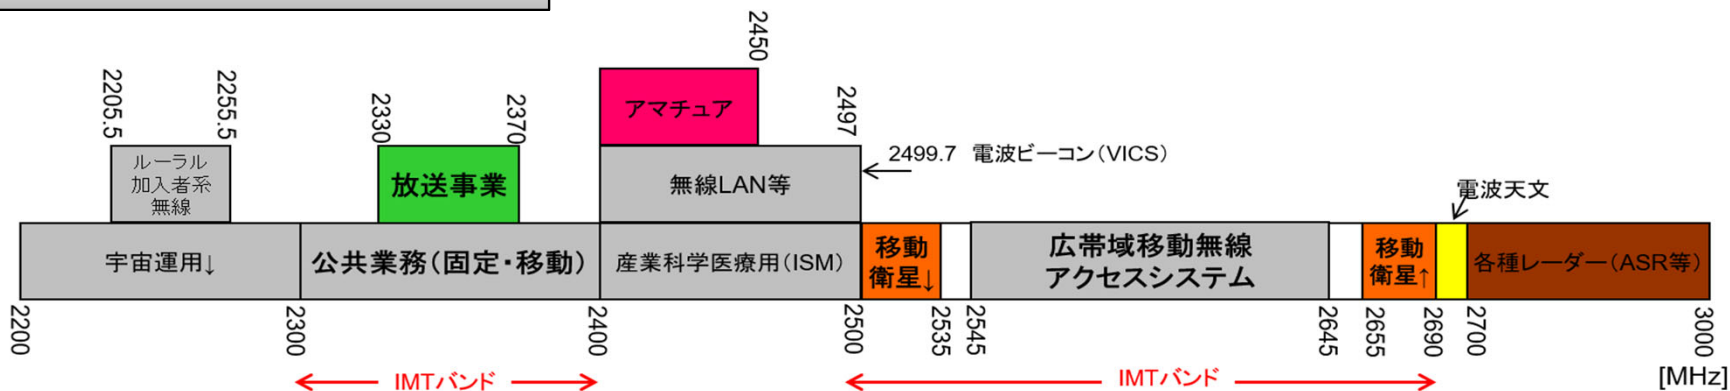 2205.5
2255.5
2330
2370
2450
2497
アマチュア
ルーラル
加入者系
無線
放送事業
無線LAN等
2499.7 電波ビーコン(VICS)
電波天文
宇宙運用↓
公共業務(固定・移動)
産業科学医療用(ISM)
移動
衛星↓
広帯域移動無線
アクセスシステム
移動
衛星↑
各種レーダー(ASR等)
2200
2300
2400
2500
2535
2545
2645
2655
2690
2700
3000
IMTバンド
IMTバンド
[MHz]